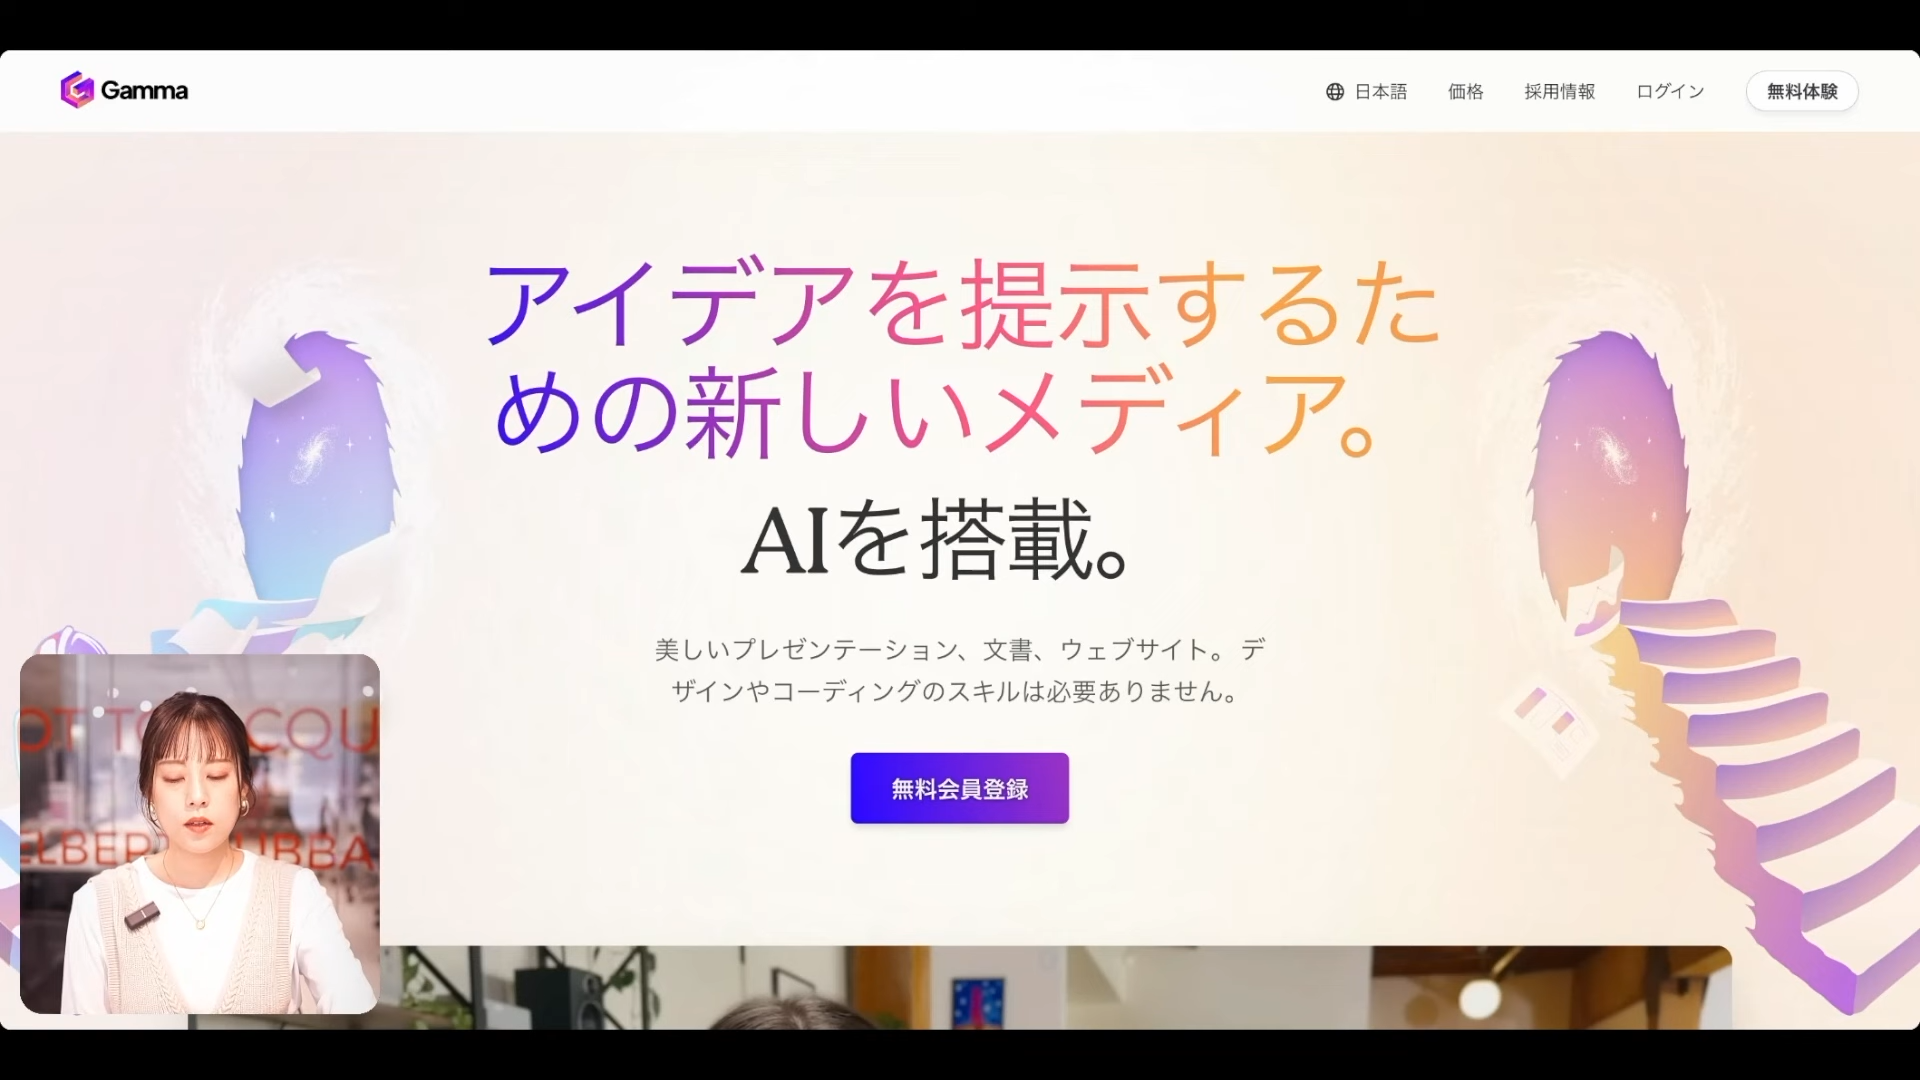 Gamma
日本語
価格
採用情報
ログイン
無料体験
アイデアを提示するた
めの新しいメディア。
AIを搭載。
美しいプレゼンテーション、文書、ウェブサイト。 デ
ザインやコーディングのスキルは必要ありません。
無料会員登録